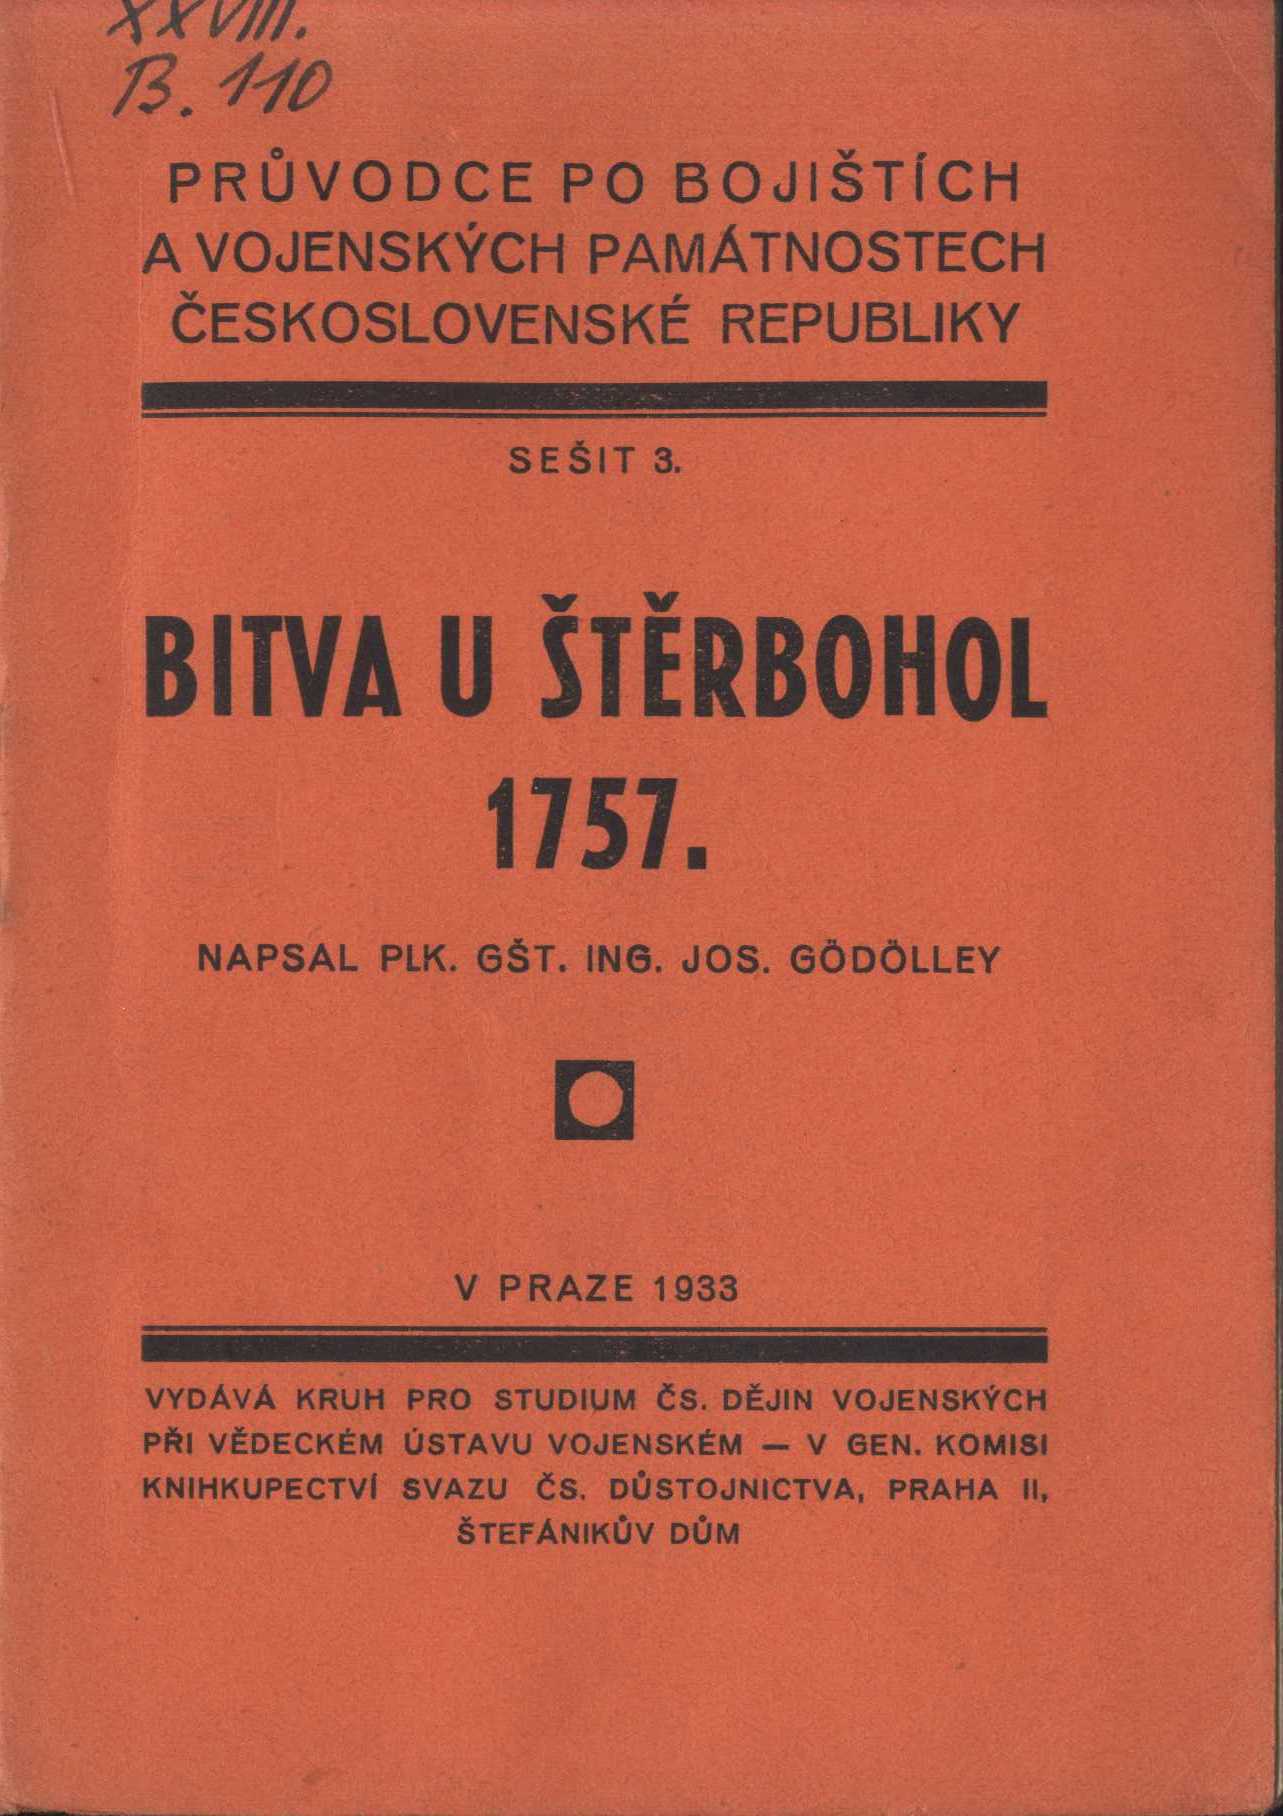 XXVIII.
B. 110
PRŮVODCE PO BOJIŠTÍCH
A VOJENSKÝCH PAMÁTNOSTECH
ČESKOSLOVENSKÉ REPUBLIKY
SEŠIT 3.
BITVA U ŠTĚRBOHOL
1757.
NAPSAL PLK. GŠT. ING. JOS. GÖDÖLLEY
V PRAZE 1933
VYDÁVÁ KRUH PRO STUDIUM ČS. DĚJIN VOJENSKÝCH
PŘI VĚDECKÉM ÚSTAVU VOJENSKÉM — V GEN. KOMISI
KNIHKUPECTVÍ SVAZU ČS. DŮSTOJNICTVA, PRAHA II,
ŠTEFÁNIKŮV DŮM